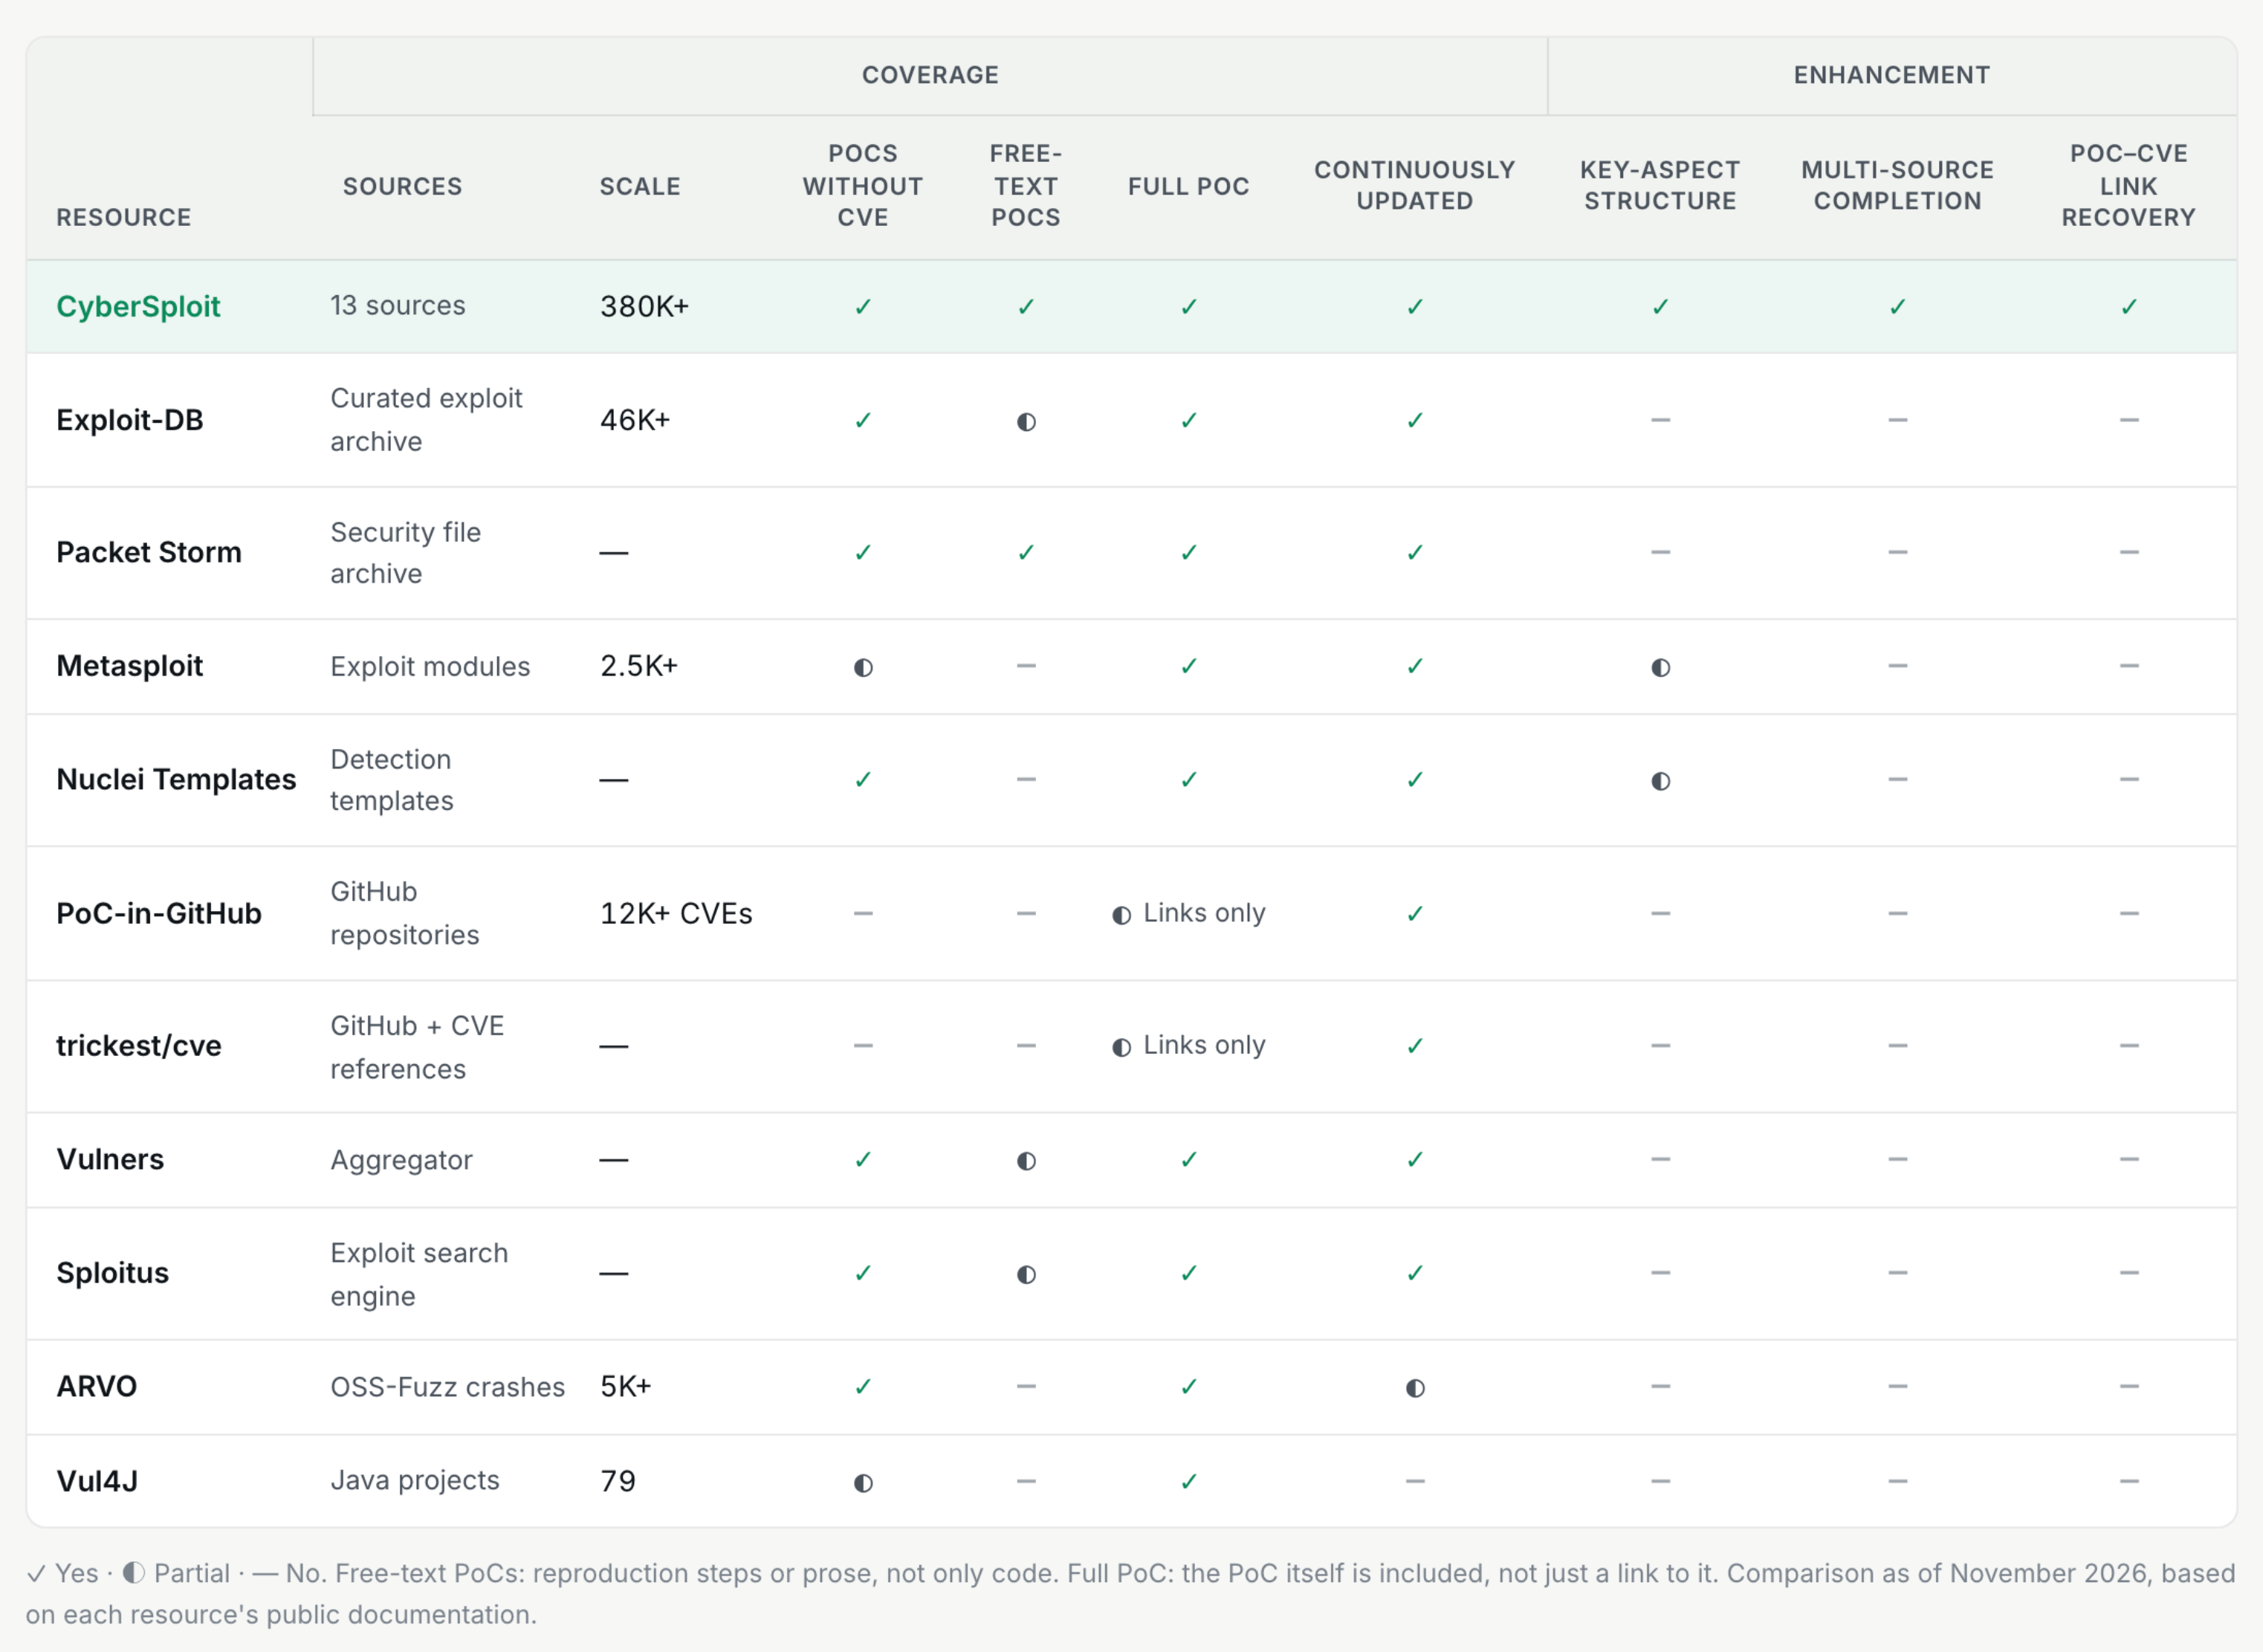 COVERAGE ENHANCEMENT
RESOURCE SOURCES SCALE POCS WITHOUT CVE FREE-TEXT POCS FULL POC CONTINUOUSLY UPDATED KEY-ASPECT STRUCTURE MULTI-SOURCE COMPLETION POC–CVE LINK RECOVERY
CyberSploit 13 sources 380K+ ✓ ✓ ✓ ✓ ✓ ✓ ✓
Exploit-DB Curated exploit archive 46K+ ✓ ◐ ✓ ✓ — — —
Packet Storm Security file archive — ✓ ✓ ✓ ✓ — — —
Metasploit Exploit modules 2.5K+ ◐ — ✓ ✓ ◐ — —
Nuclei Templates Detection templates — ✓ — ✓ ✓ ◐ — —
PoC-in-GitHub GitHub repositories 12K+ CVEs — — ◐ Links only ✓ — — —
trickest/cve GitHub + CVE references — — — ◐ Links only ✓ — — —
Vulners Aggregator — ✓ ◐ ✓ ✓ — — —
Sploitus Exploit search engine — ✓ ◐ ✓ ✓ — — —
ARVO OSS-Fuzz crashes 5K+ ✓ — ✓ ◐ — — —
Vul4J Java projects 79 ◐ — ✓ — — — —
✓ Yes · ◐ Partial · — No. Free-text PoCs: reproduction steps or prose, not only code. Full PoC: the PoC itself is included, not just a link to it. Comparison as of November 2026, based
on each resource's public documentation.